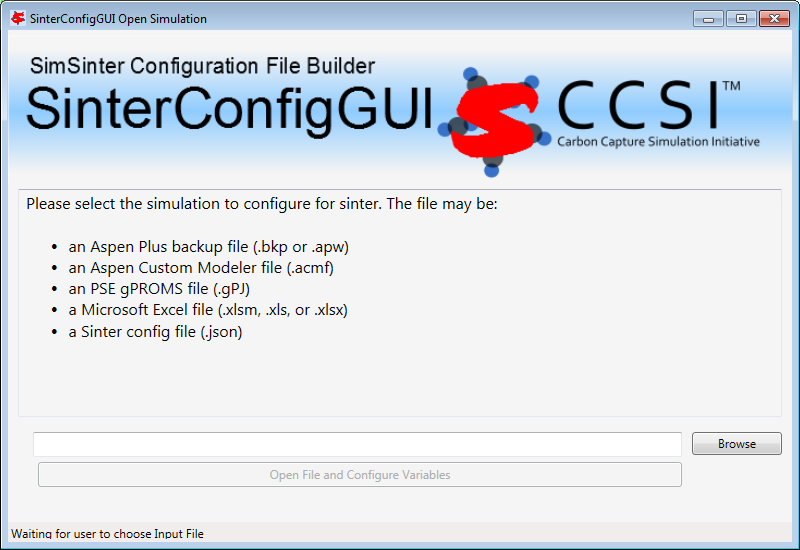 SinterConfigGUI Open Simulation
SimSinter Configuration File Builder
SinterConfigGUI
CCSI™
Carbon Capture Simulation Initiative
Please select the simulation to configure for sinter. The file may be:
• an Aspen Plus backup file (.bkp or .apw)
• an Aspen Custom Modeler file (.acmf)
• an PSE gPROMS file (.gPJ)
• a Microsoft Excel file (.xlsm, .xls, or .xlsx)
• a Sinter config file (.json)
Browse
Open File and Configure Variables
Waiting for user to choose Input File